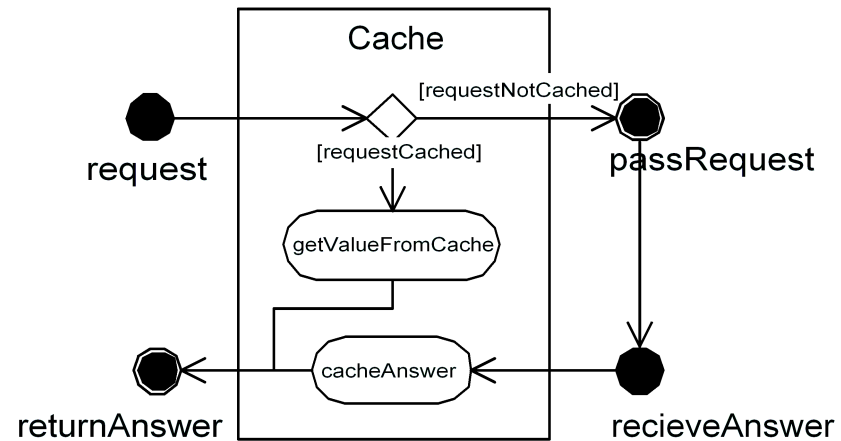 Cache
[requestNotCached]
request
[requestCached]
passRequest
getValueFromCache
cacheAnswer
returnAnswer
recieveAnswer